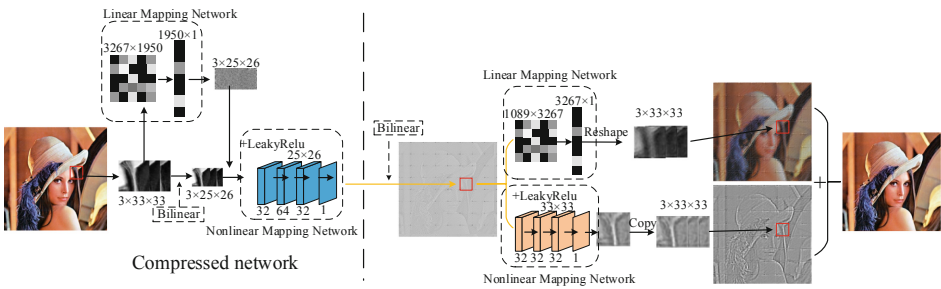 Linear Mapping Network
1950×1
3267×1950
3×25×26
+LeakyRelu
25×26
3×33×33
3×25×26
Bilinear
32 64 32 1
Nonlinear Mapping Network
Compressed network
Bilinear
Linear Mapping Network
3267×1
1089×3267
Reshape
3×33×33
+LeakyRelu
33×33
Copy
3×33×33
32 32 32 1
Nonlinear Mapping Network
+